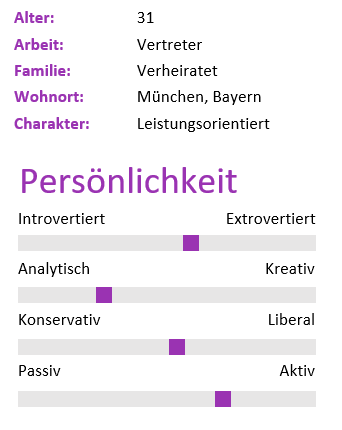 Alter: 31
Arbeit: Vertreter
Familie: Verheiratet
Wohnort: München, Bayern
Charakter: Leistungsorientiert
Persönlichkeit
Introvertiert Extrovertiert
Analytisch Kreativ
Konservativ Liberal
Passiv Aktiv